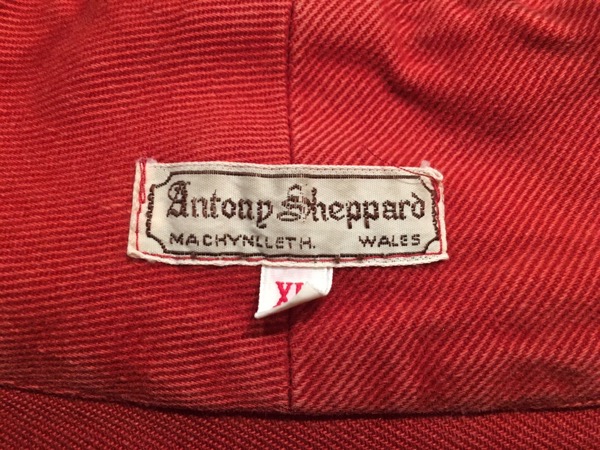 Antony Sheppard
MACHYNLLETH. WALES
XL